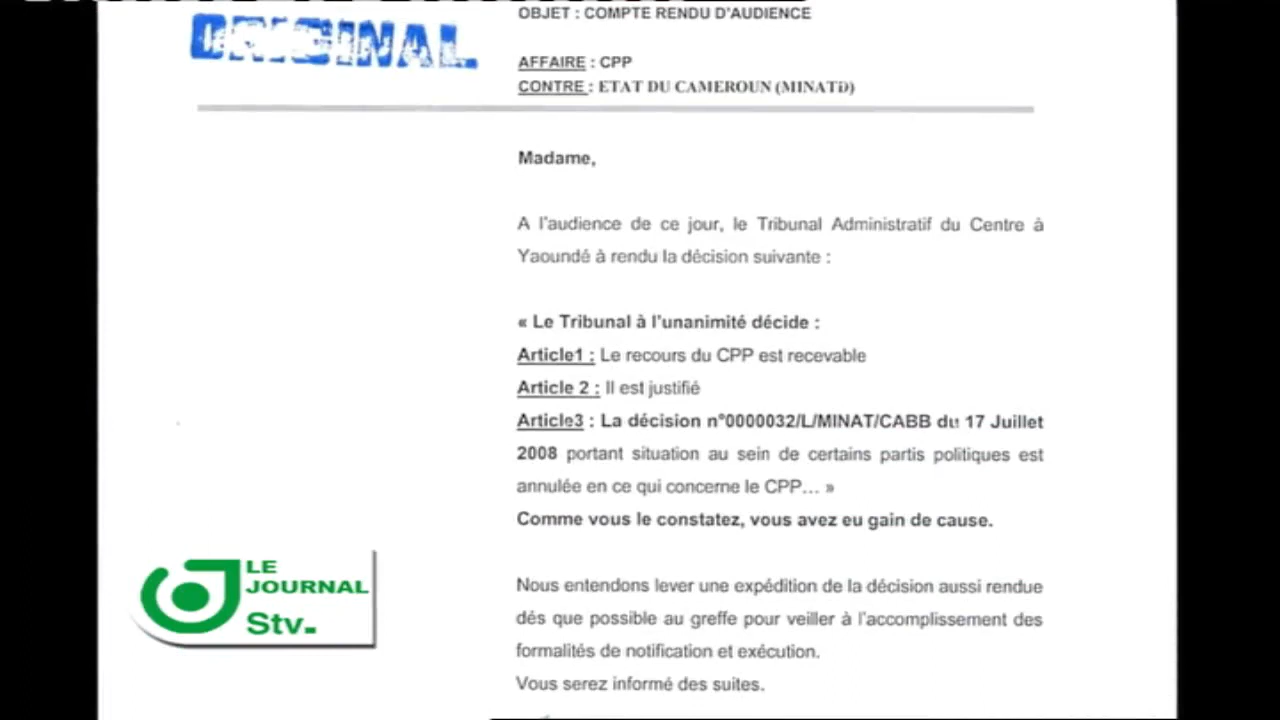 ORIGINAL
OBJET : COMPTE RENDU D'AUDIENCE
AFFAIRE : CPP
CONTRE : ETAT DU CAMEROUN (MINATD)
Madame,
A l'audience de ce jour, le Tribunal Administratif du Centre à
Yaoundé à rendu la décision suivante :
« Le Tribunal à l'unanimité décide :
Article1 : Le recours du CPP est recevable
Article 2 : Il est justifié
Article3 : La décision n°0000032/L/MINAT/CABB du 17 Juillet
2008 portant situation au sein de certains partis politiques est
annulée en ce qui concerne le CPP... »
Comme vous le constatez, vous avez eu gain de cause.
Nous entendons lever une expédition de la décision aussi rendue
dés que possible au greffe pour veiller à l'accomplissement des
formalités de notification et exécution.
Vous serez informé des suites.
LE
JOURNAL
Stv.